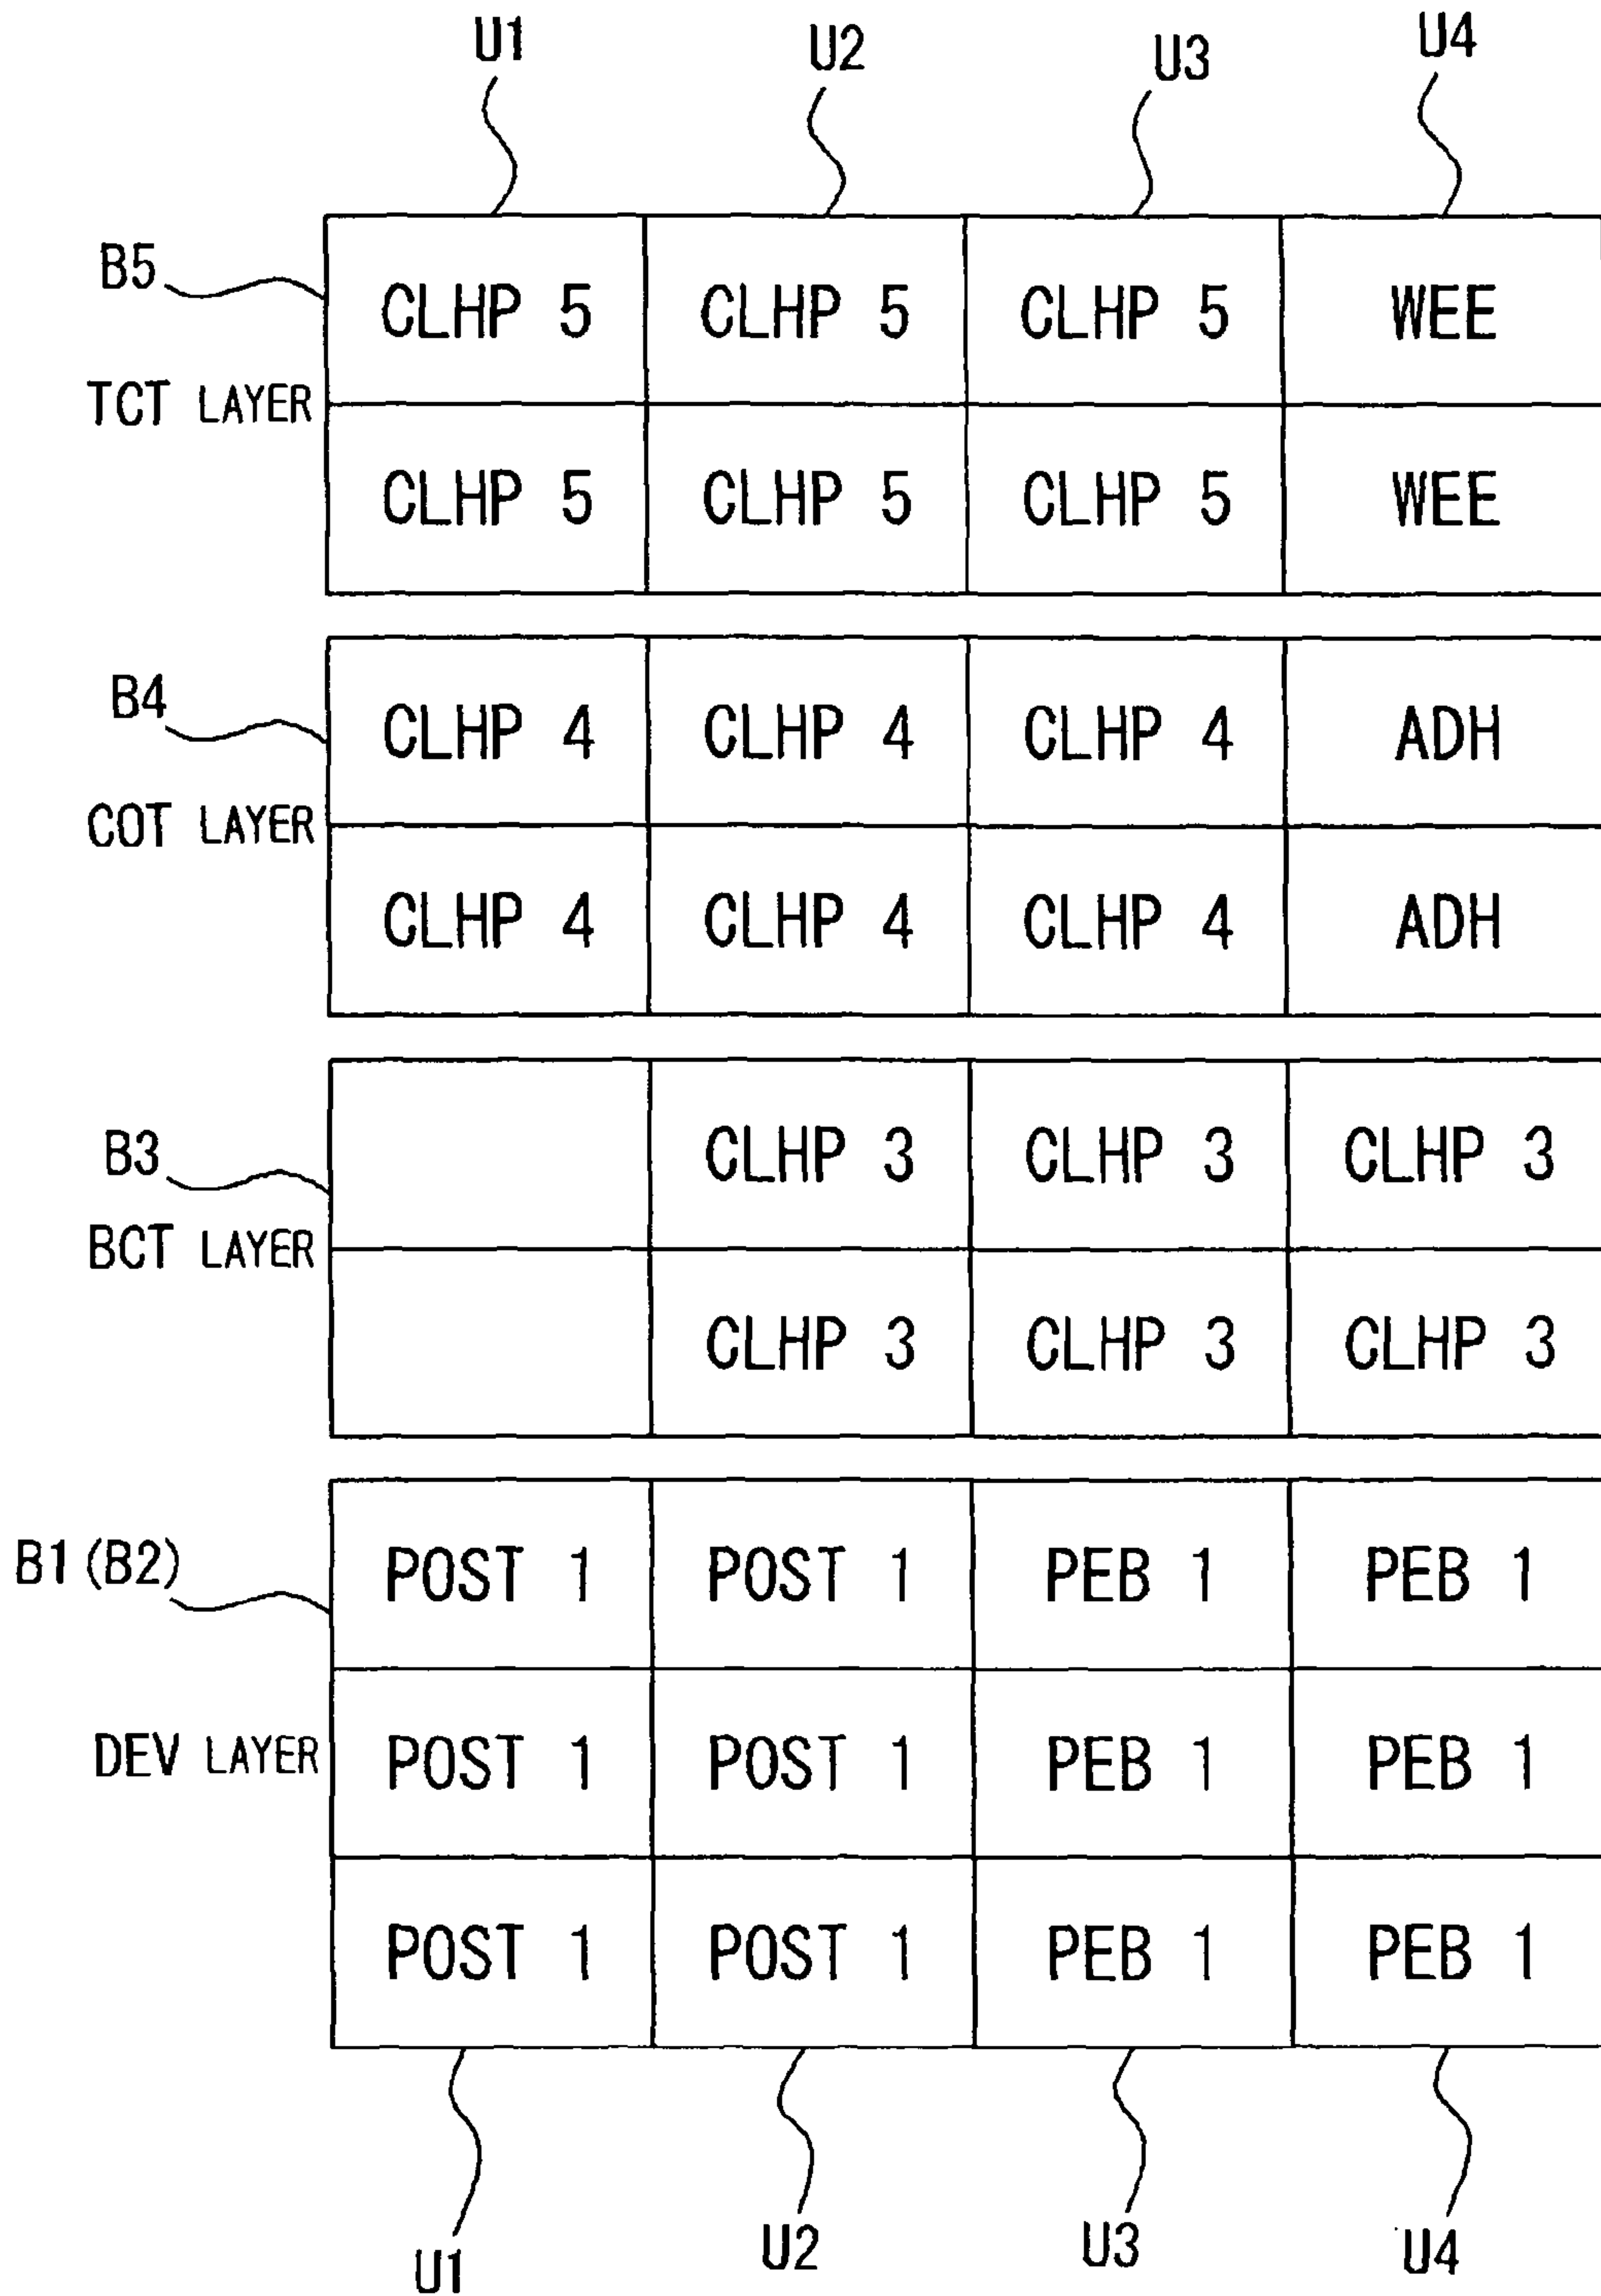 U1 U2 U3 U4
B5
CLHP 5 CLHP 5 CLHP 5 WEE
TCT LAYER
CLHP 5 CLHP 5 CLHP 5 WEE
B4
CLHP 4 CLHP 4 CLHP 4 ADH
COT LAYER
CLHP 4 CLHP 4 CLHP 4 ADH
B3
CLHP 3 CLHP 3 CLHP 3
BCT LAYER
CLHP 3 CLHP 3 CLHP 3
B1 (B2)
POST 1 POST 1 PEB 1 PEB 1
DEV LAYER
POST 1 POST 1 PEB 1 PEB 1
POST 1 POST 1 PEB 1 PEB 1
U1 U2 U3 U4